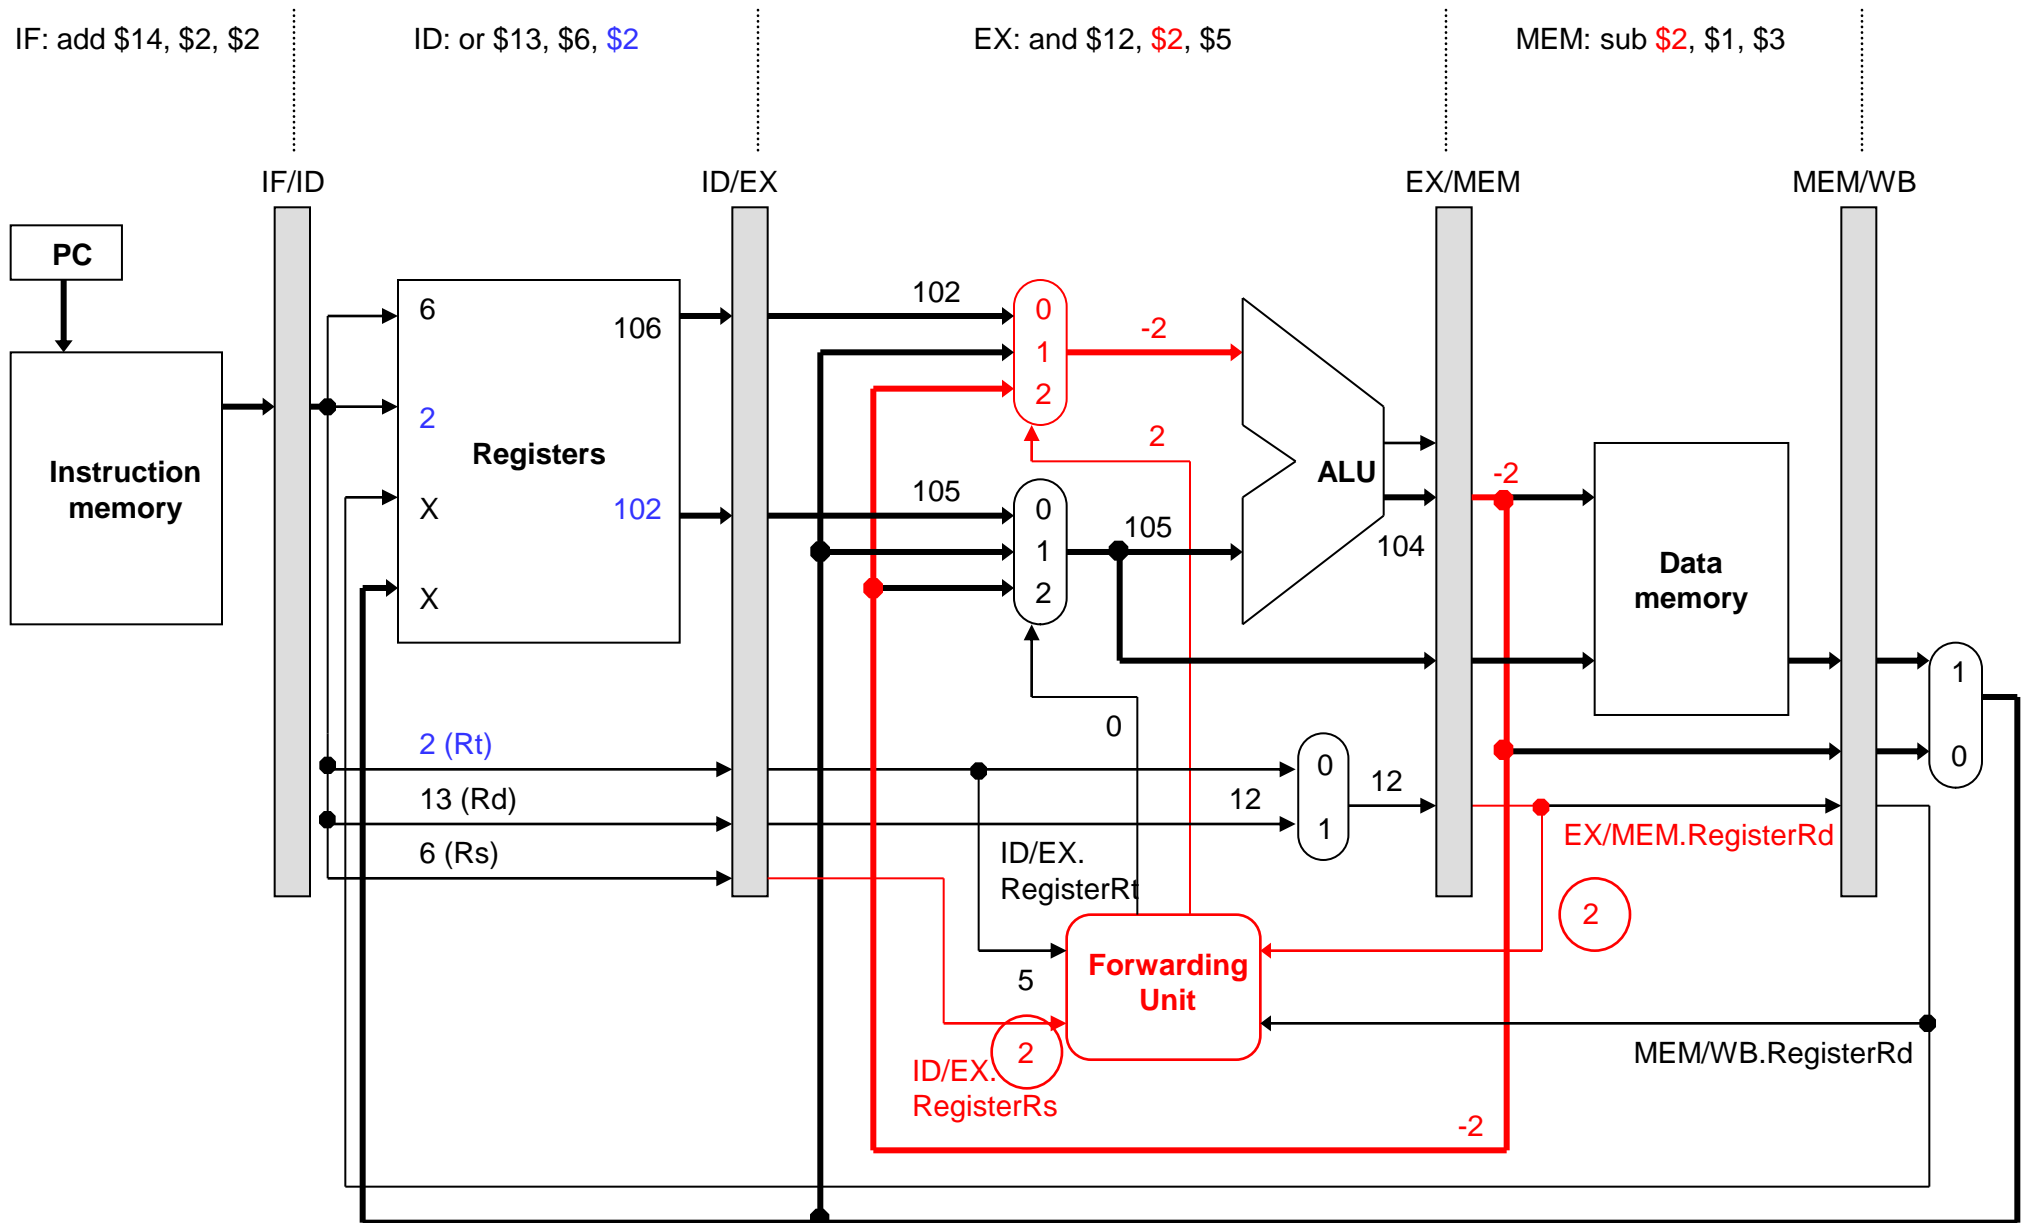 IF: add $14, $2, $2
ID: or $13, $6, $2
EX: and $12, $2, $5
MEM: sub $2, $1, $3
IF/ID
ID/EX
EX/MEM
MEM/WB
PC
Instruction
memory
6
2
X
X
Registers
106
102
102
0
1
2
-2
2
105
0
1
2
105
0
ALU
104
-2
Data
memory
1
0
2 (Rt)
13 (Rd)
6 (Rs)
12
0
1
12
EX/MEM.RegisterRd
2
ID/EX.
RegisterRt
5
Forwarding
Unit
2
ID/EX.
RegisterRs
MEM/WB.RegisterRd
-2